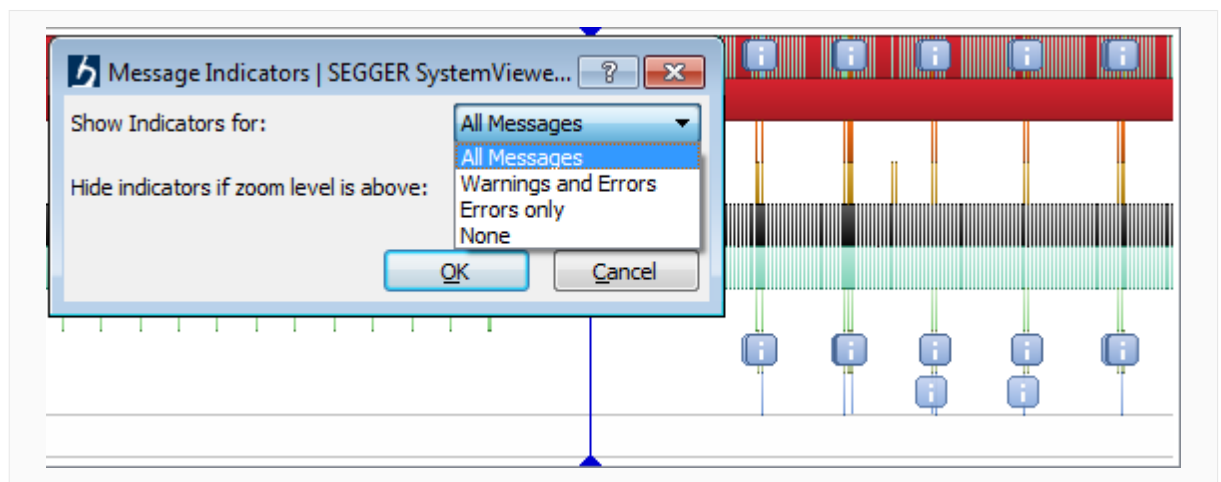 Message Indicators | SEGGER SystemViewe...
Show Indicators for:
All Messages
All Messages
Hide indicators if zoom level is above:
Warnings and Errors
Errors only
None
OK
Cancel